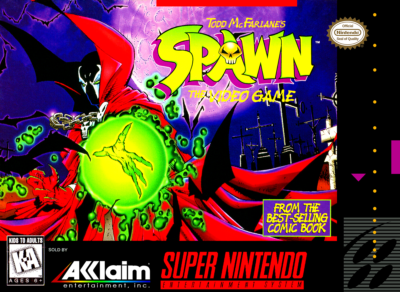 Todd McFarlane's
SPAWN
The Video Game
Official
Nintendo
Seal of Quality
FROM THE
BEST-SELLING
COMIC BOOK
KIDS TO ADULTS
K-A
AGES 6+
SOLD BY
AKKlaim
entertainment, inc.
SUPER NINTENDO
ENTERTAINMENT SYSTEM